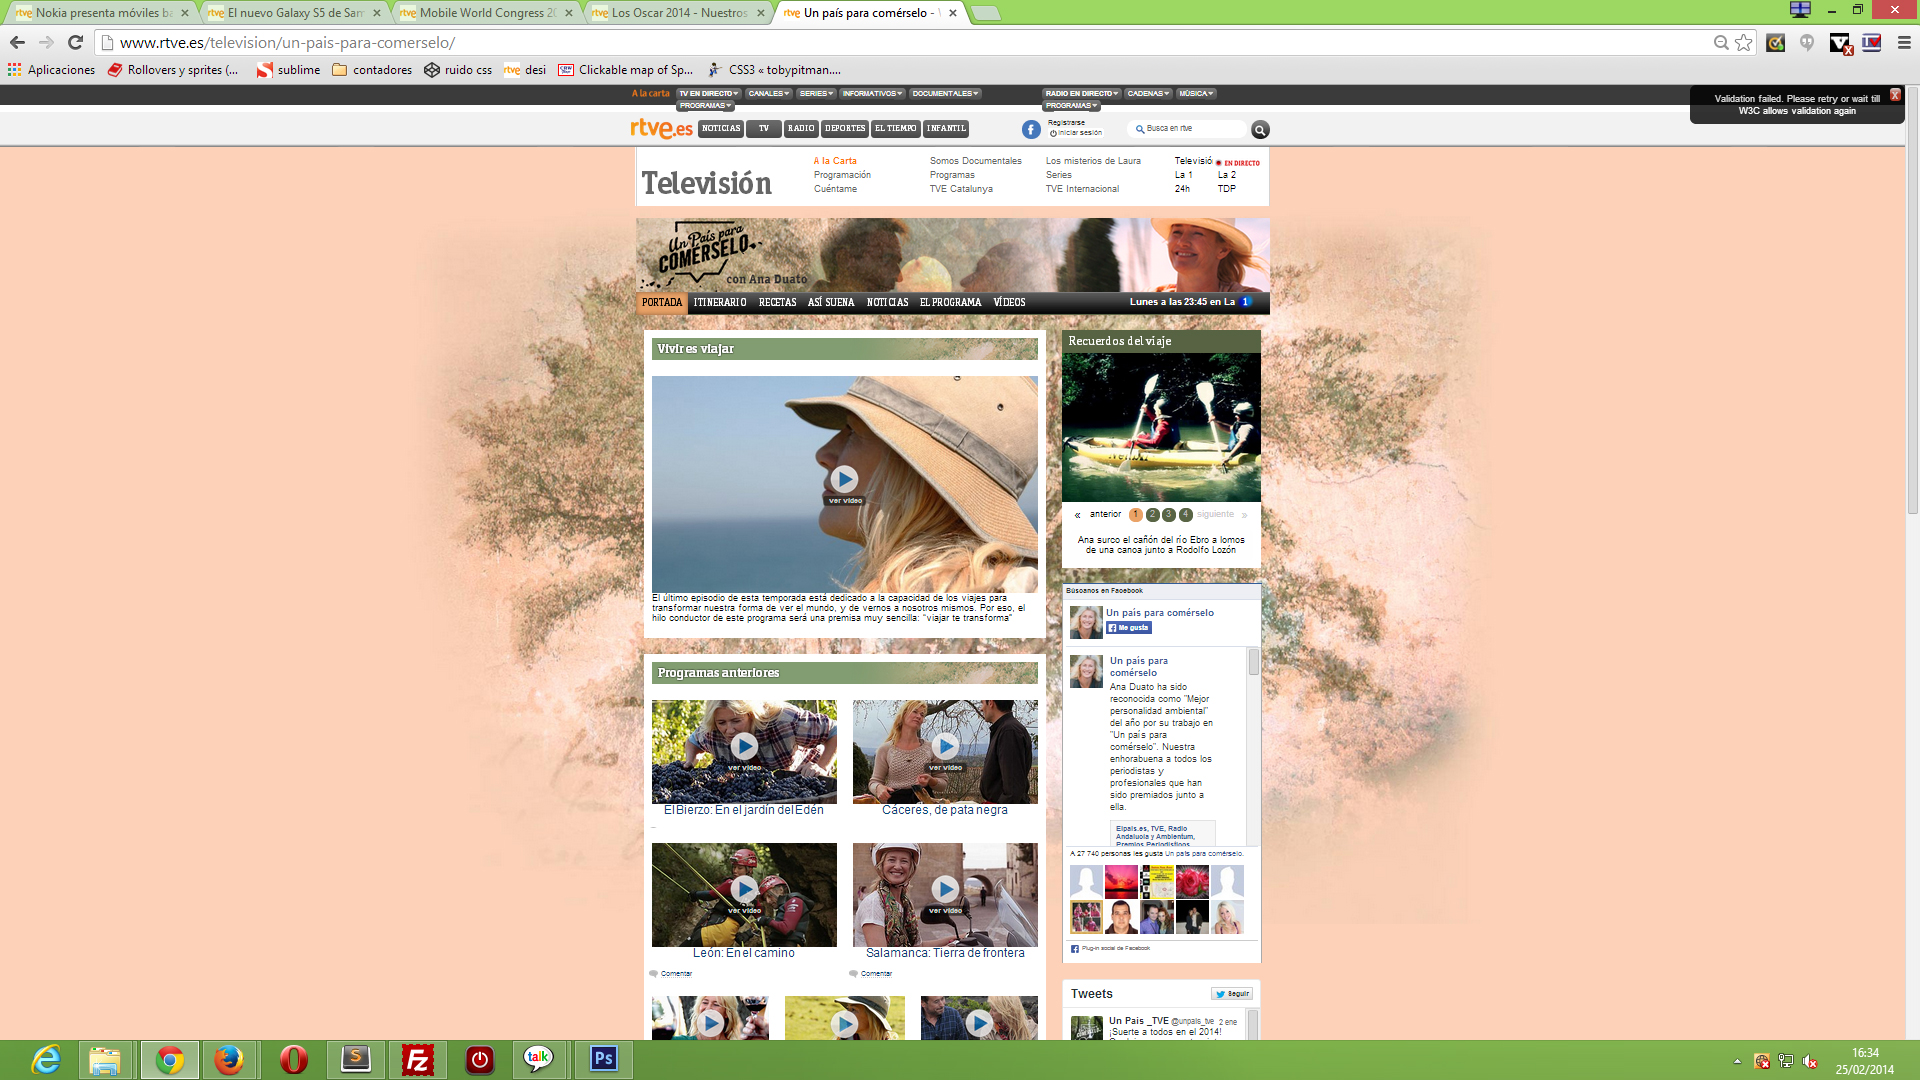 Nokia presenta móviles ba
El nuevo Galaxy S5 de Sam
Mobile World Congress 20
Los Oscar 2014 - Nuestros
Un país para comérselo - V
www.rtve.es/television/un-pais-para-comerselo/
Aplicaciones
Rollovers y sprites (...
sublime
contadores
ruido css
desi
Clickable map of Sp...
CSS3 « tobypitman....
A la carta
TV EN DIRECTO
CANALES
SERIES
INFORMATIVOS
DOCUMENTALES
PROGRAMAS
RADIO EN DIRECTO
CADENAS
MÚSICA
PROGRAMAS
Validation failed. Please retry or wait till
W3C allows validation again
rtve.es
NOTICIAS
TV
RADIO
DEPORTES
EL TIEMPO
INFANTIL
Registrarse
Iniciar sesión
Busca en rtve
Televisión
A la Carta
Programación
Cuéntame
Somos Documentales
Programas
TVE Catalunya
Los misterios de Laura
Series
TVE Internacional
Televisió
EN DIRECTO
La 1
La 2
24h
TDP
Un País para
COMÉRSELO
con Ana Duato
PORTADA
ITINERARIO
RECETAS
ASÍ SUENA
NOTICIAS
EL PROGRAMA
VÍDEOS
Lunes a las 23:45 en La 1
Vivir es viajar
ver vídeo
El último episodio de esta temporada está dedicado a la capacidad de los viajes para
transformar nuestra forma de ver el mundo, y de vernos a nosotros mismos. Por eso, el
hilo conductor de este programa será una premisa muy sencilla: "viajar te transforma"
Programas anteriores
ver vídeo
El Bierzo: En el jardín del Edén
ver vídeo
Cáceres, de pata negra
ver vídeo
León: En el camino
Comentar
ver vídeo
Salamanca: Tierra de frontera
Comentar
Recuerdos del viaje
« anterior 1 2 3 4 siguiente »
Ana surco el cañón del río Ebro a lomos
de una canoa junto a Rodolfo Lozón
Búscanos en Facebook
Un país para comérselo
Me gusta
Un país para
comérselo
Ana Duato ha sido
reconocida como "Mejor
personalidad ambiental"
del año por su trabajo en
"Un país para
comérselo". Nuestra
enhorabuena a todos los
periodistas y
profesionales que han
sido premiados junto a
ella.
Elpais.es, TVE, Radio
Andalucía y Ambientum,
Premios Periodísticos
A 27 740 personas les gusta Un país para comérselo.
Plug-in social de Facebook
Tweets
Seguir
Un Pais _TVE @unpais_tve 2 ene
¡Suerte a todos en el 2014!
talk
Ps
16:34
25/02/2014